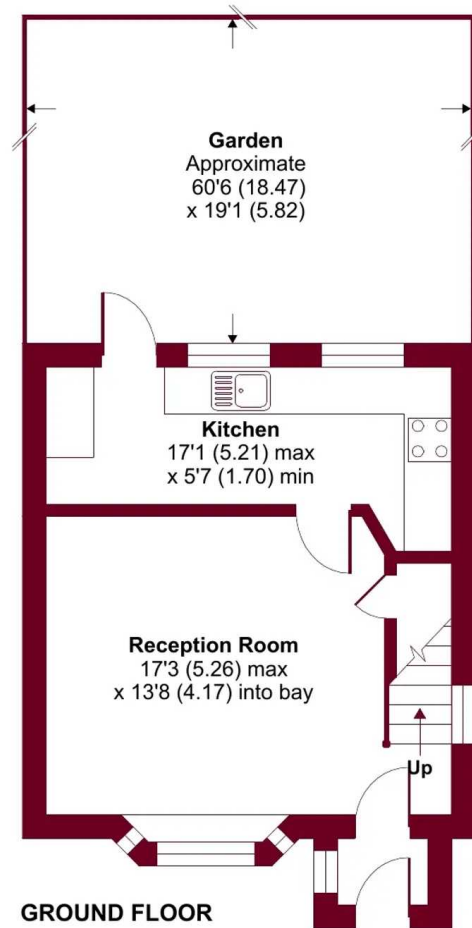 Garden
Approximate
60'6 (18.47)
x 19'1 (5.82)
Kitchen
17'1 (5.21) max
x 5'7 (1.70) min
Reception Room
17'3 (5.26) max
x 13'8 (4.17) into bay
Up
GROUND FLOOR